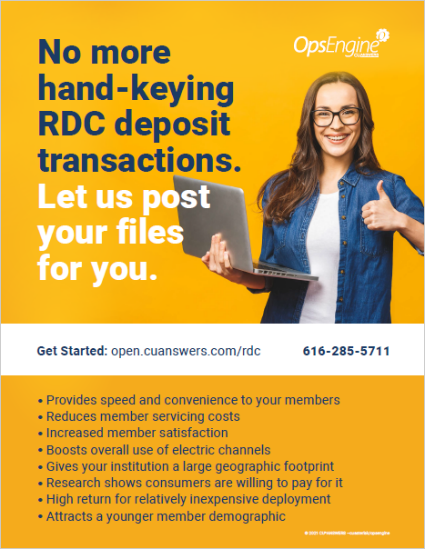 No more
hand-keying
RDC deposit
transactions.
Let us post
your files
for you.
OpsEngine
Get Started: open.cuanswers.com/rdc
616-285-5711
• Provides speed and convenience to your members
• Reduces member servicing costs
• Increased member satisfaction
• Boosts overall use of electric channels
• Gives your institution a large geographic footprint
• Research shows consumers are willing to pay for it
• High return for relatively inexpensive deployment
• Attracts a younger member demographic